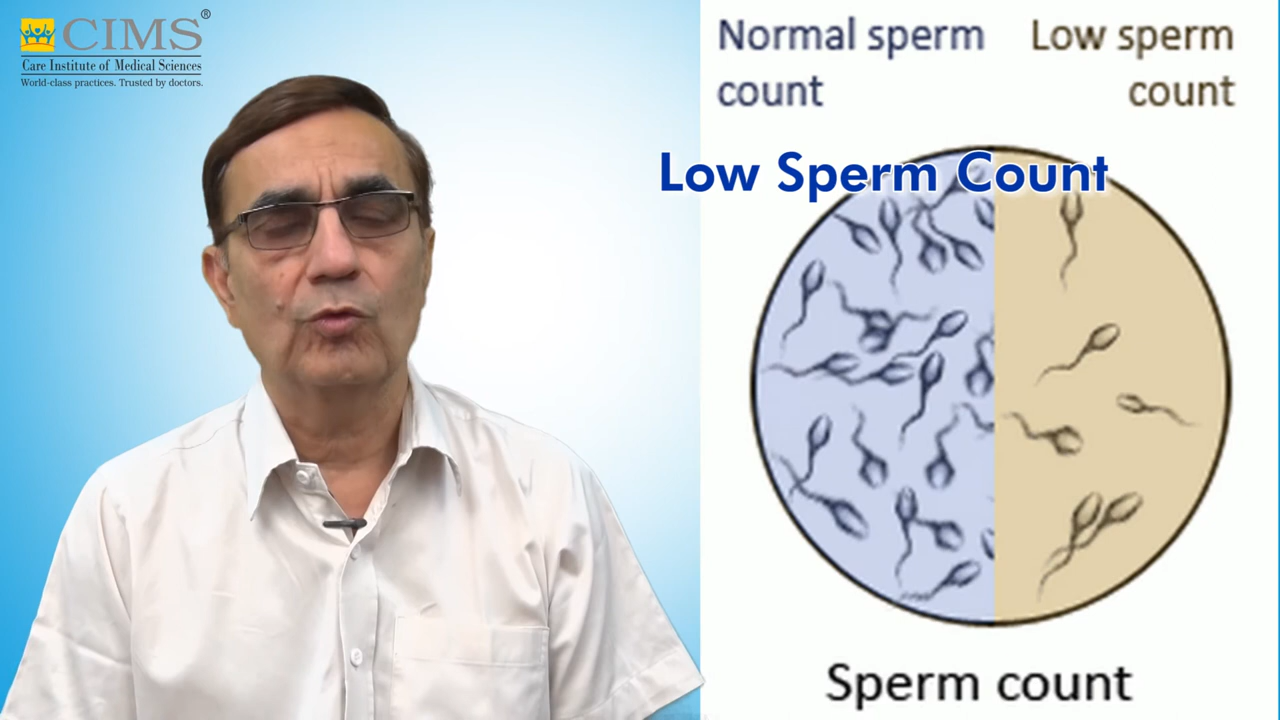 CIMS®
Care Institute of Medical Sciences
World-class practices. Trusted by doctors.
Normal sperm
count
Low sperm
count
Low Sperm Count
Sperm count